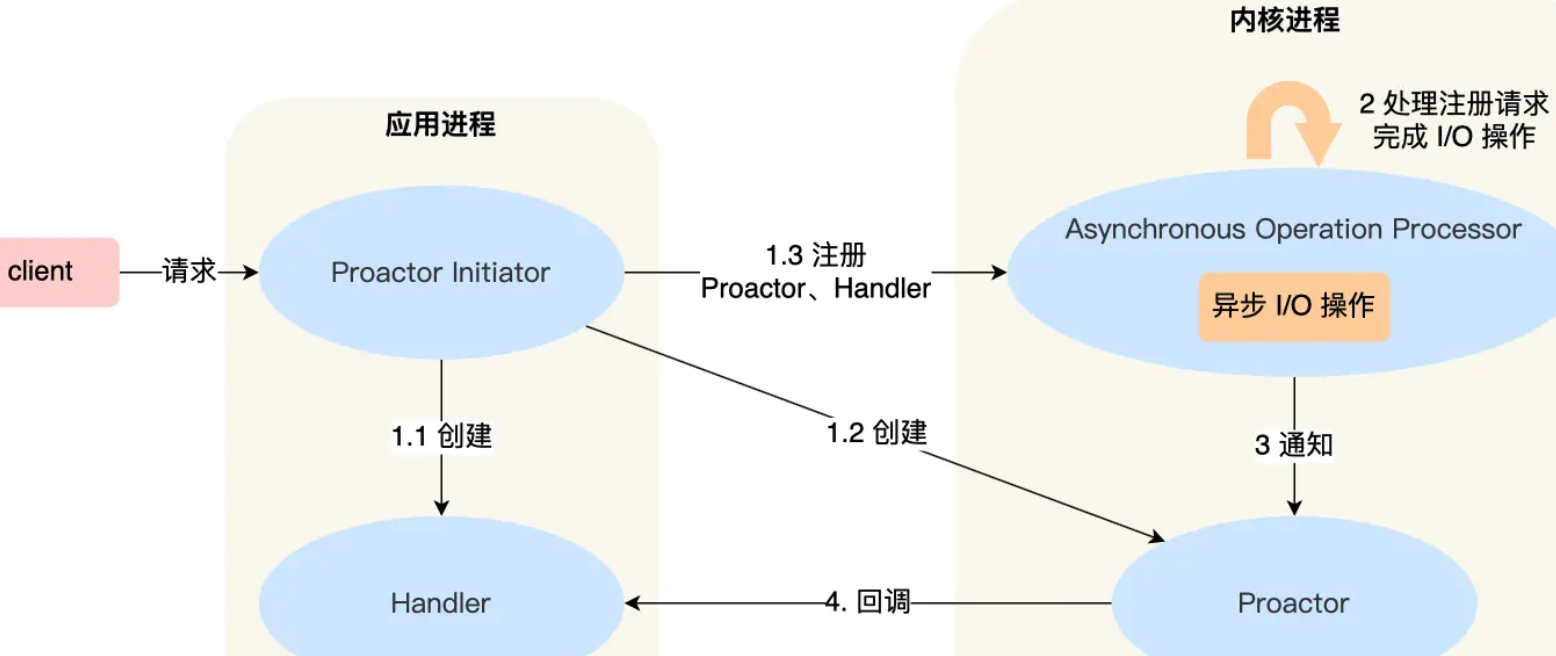 内核进程
应用进程
2 处理注册请求
完成 I/O 操作
client
请求
Proactor Initiator
1.3 注册
Proactor、Handler
Asynchronous Operation Processor
异步 I/O 操作
1.1 创建
1.2 创建
3 通知
Handler
4. 回调
Proactor